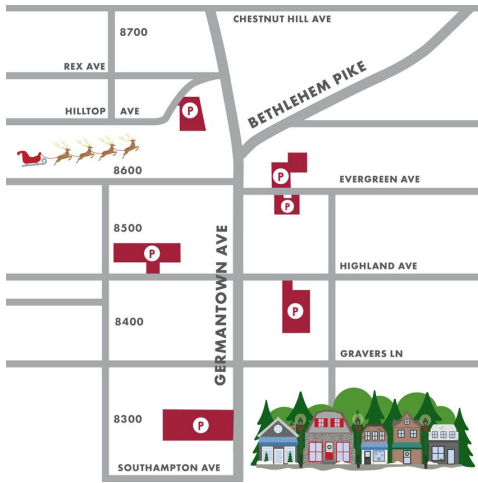 CHESTNUT HILL AVE
8700
REX AVE
BETHLEHEM PIKE
HILLTOP AVE
P
8600
P
EVERGREEN AVE
P
8500
GERMANTOWN AVE
P
HIGHLAND AVE
P
8400
GRAVERS LN
8300
P
SOUTHAMPTON AVE